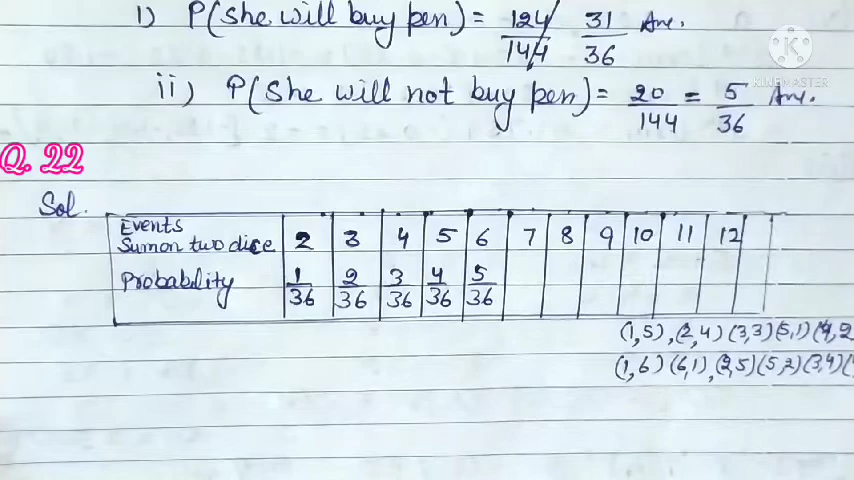 i) P(she will buy pen) = 124/144 31/36 Ans.
K
KINEMASTER
ii) P(She will not buy pen) = 20/144 = 5/36 Ans.
Q. 22
Sol.
Events
Sum on two dice 2 3 4 5 6 7 8 9 10 11 12
Probability 1/36 2/36 3/36 4/36 5/36
(1,5), (2,4) (3,3) (5,1) (4,2
(1,6) (6,1), (2,5) (5,2) (3,4) (